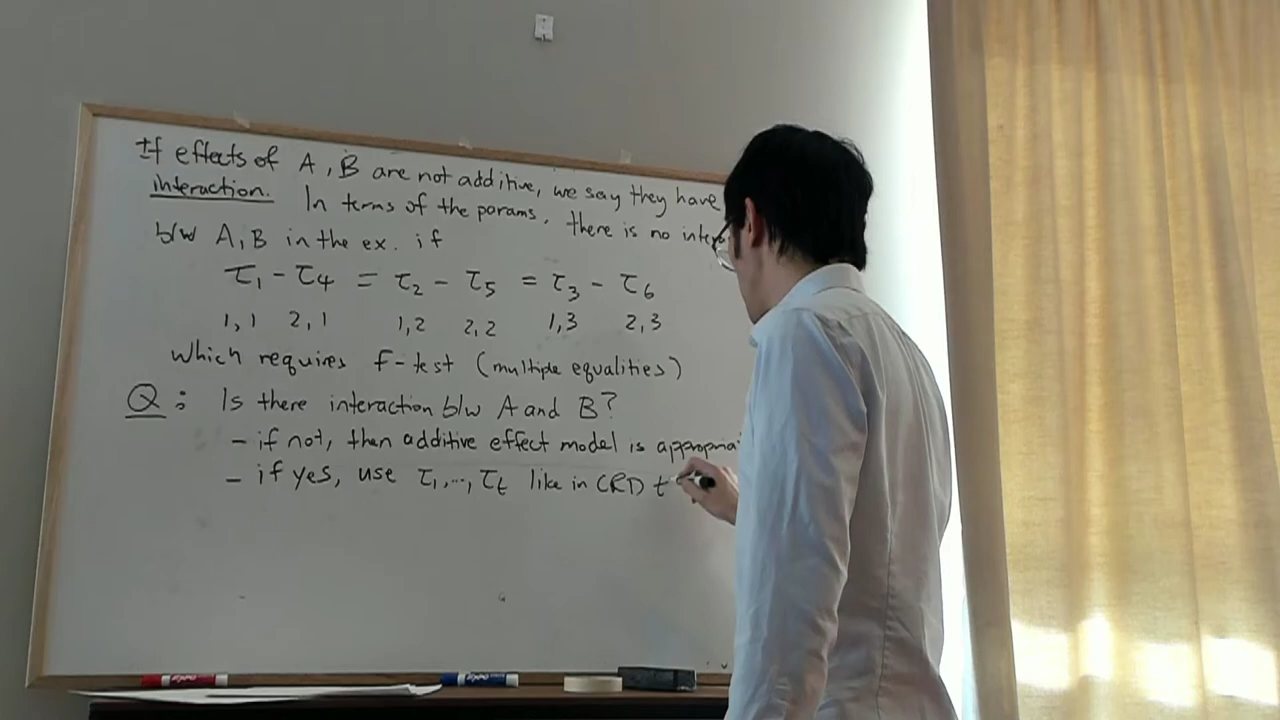 If effects of A, B are not additive, we say they have
interaction. In terms of the params, there is no
b/w A, B in the ex. if
τ₁ - τ₄ = τ₂ - τ₅ = τ₃ - τ₆
1,1 2,1 1,2 2,2 1,3 2,3
which requires f-test (multiple equalities)
Q: Is there interaction b/w A and B?
- if not, then additive effect model is
- if yes, use τ₁,..., τt like in CRD t